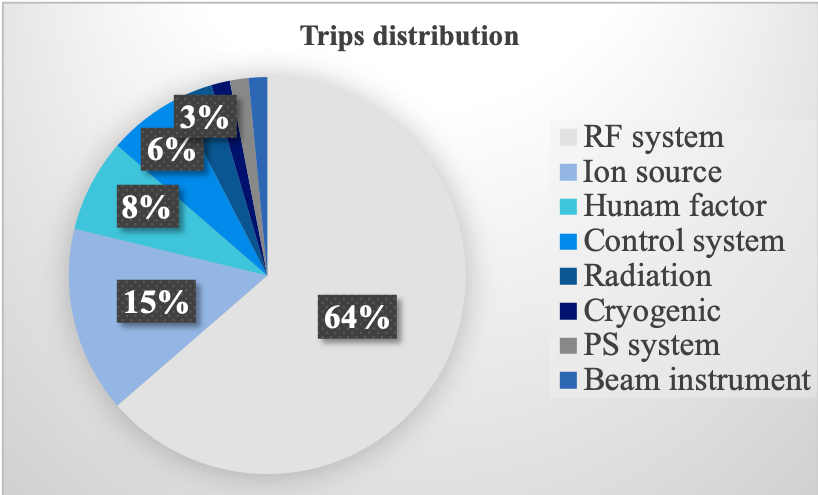 Trips distribution
3%
6%
8%
15%
64%
RF system
Ion source
Hunam factor
Control system
Radiation
Cryogenic
PS system
Beam instrument